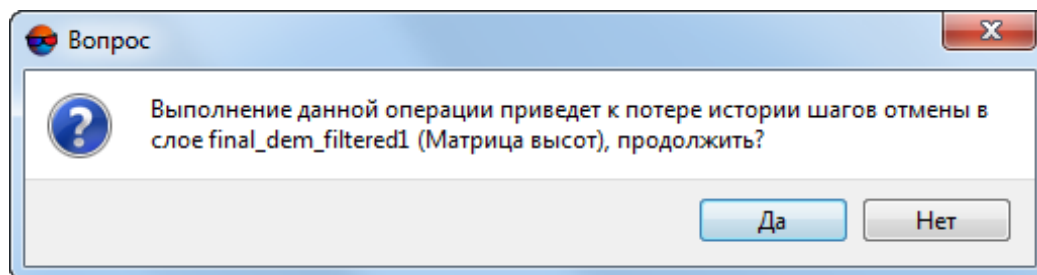 Вопрос
Выполнение данной операции приведет к потере истории шагов отмены в
слое final_dem_filtered1 (Матрица высот), продолжить?
Да
Нет